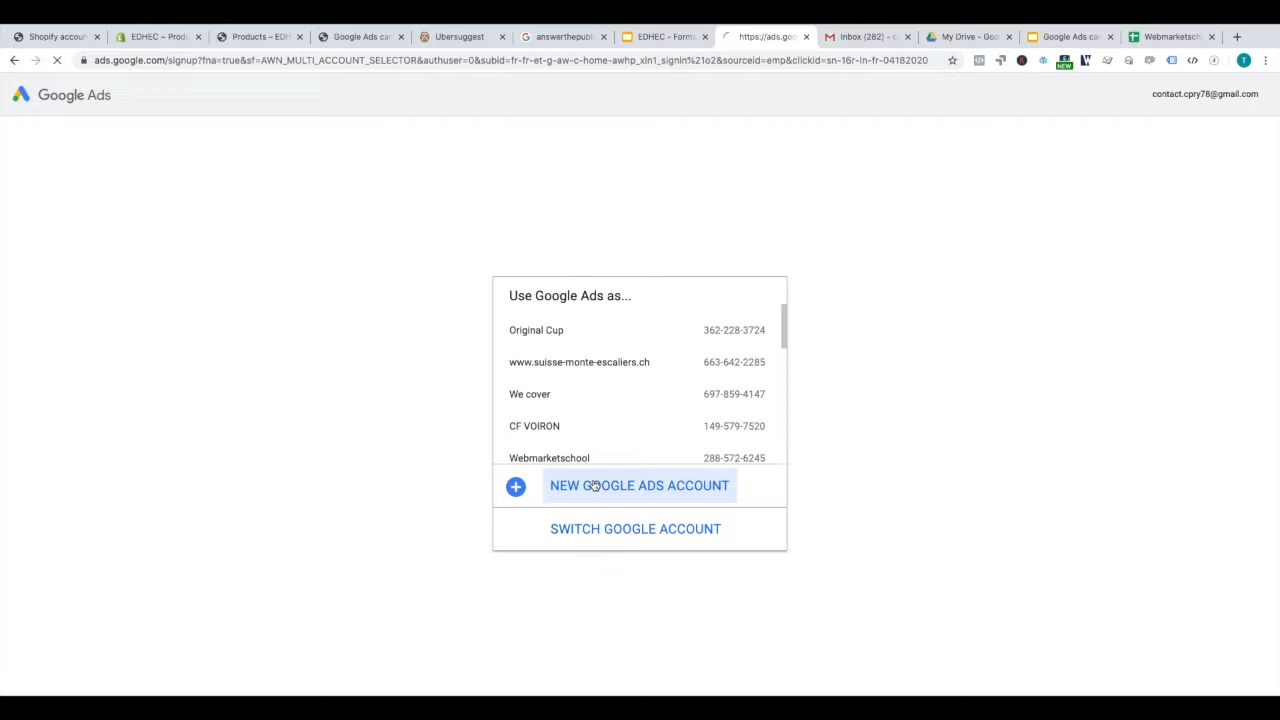 Shopify accoun
EDHEC ~ Produ
Products ~ EDH
Google Ads can
Ubersuggest
answerthepubli
EDHEC - Forma
https://ads.goo
Inbox (282) - c
My Drive - Goo
Google Ads ca
Webmarketsch
ads.google.com/signup?fna=true&sf=AWN_MULTI_ACCOUNT_SELECTOR&authuser=0&subid=fr-fr-et-g-aw-c-home-awhp_xin1_signin%21o2&sourceid=emp&clickid=sn-16r-ln-fr-04182020
NEW
T
Google Ads
contact.cpry78@gmail.com
Use Google Ads as...
Original Cup 362-228-3724
www.suisse-monte-escaliers.ch 663-642-2285
We cover 697-859-4147
CF VOIRON 149-579-7520
Webmarketschool 288-572-6245
NEW GOOGLE ADS ACCOUNT
SWITCH GOOGLE ACCOUNT